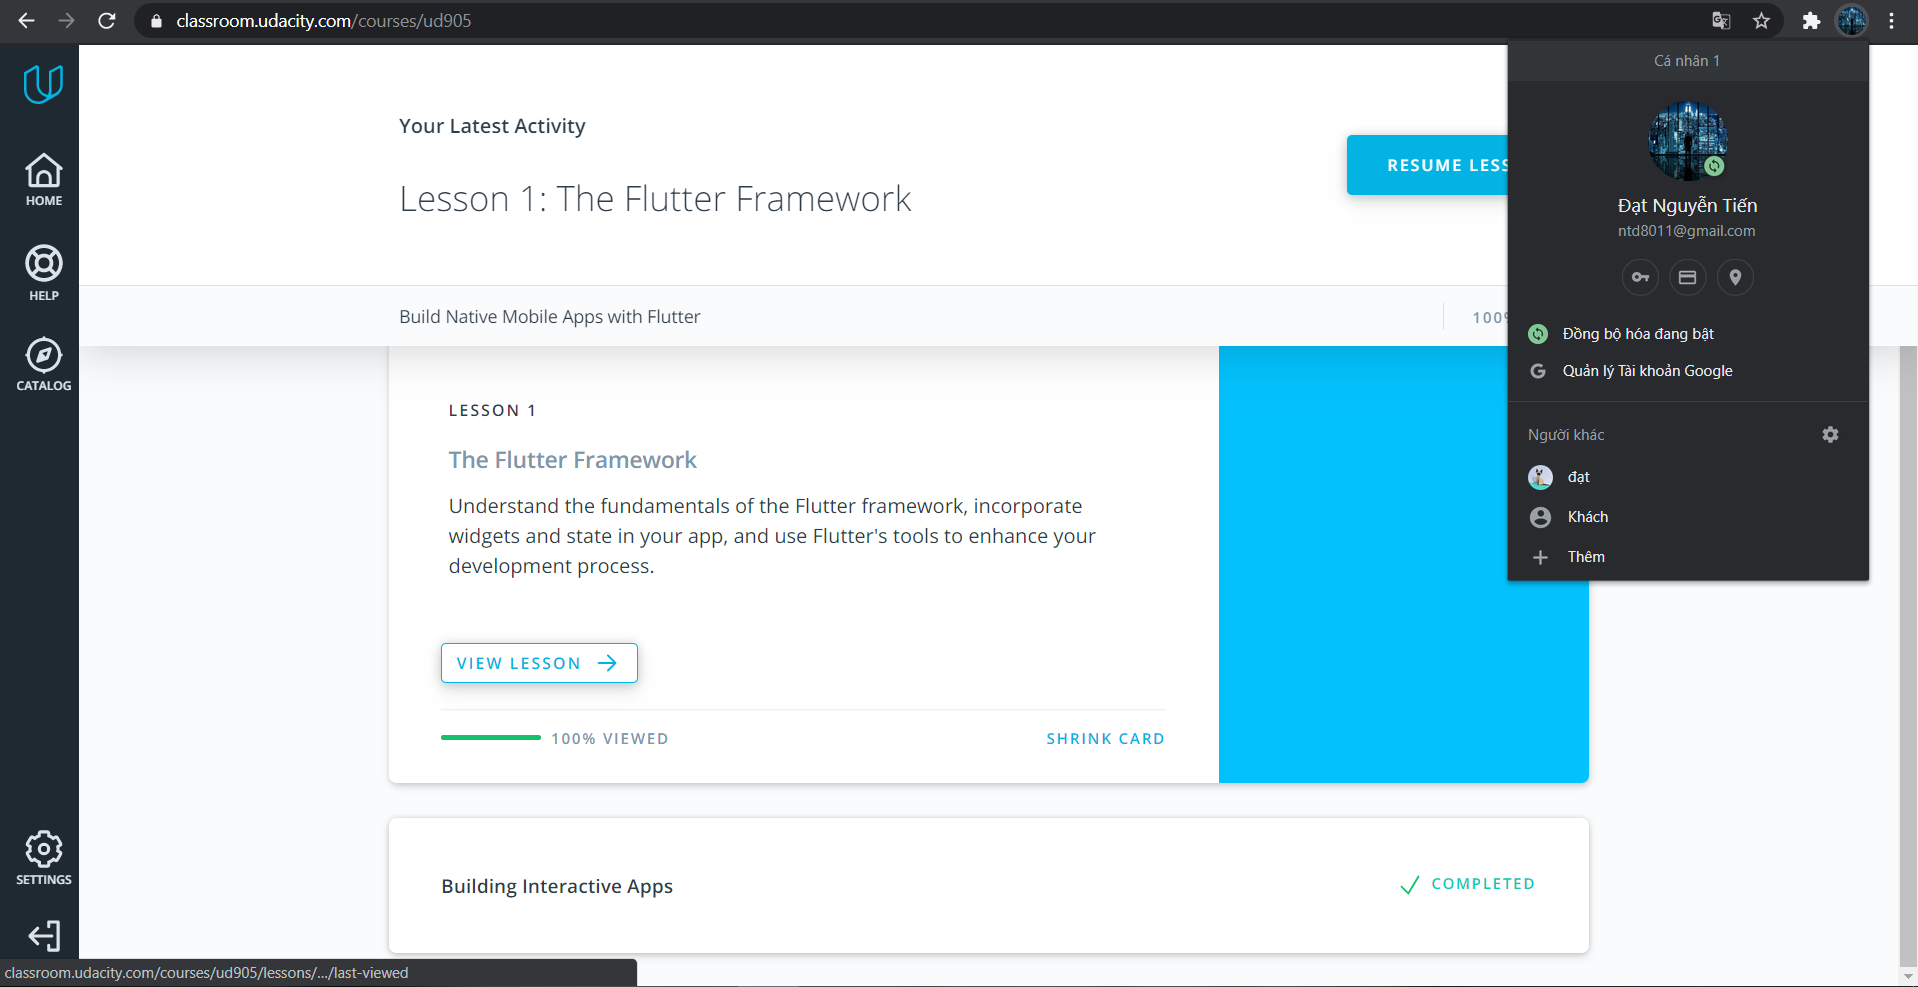 classroom.udacity.com/courses/ud905
HOME
HELP
CATALOG
SETTINGS
Your Latest Activity
Lesson 1: The Flutter Framework
RESUME LESS
Build Native Mobile Apps with Flutter
100%
LESSON 1
The Flutter Framework
Understand the fundamentals of the Flutter framework, incorporate
widgets and state in your app, and use Flutter's tools to enhance your
development process.
VIEW LESSON
100% VIEWED
SHRINK CARD
Building Interactive Apps
COMPLETED
Cá nhân 1
Đạt Nguyễn Tiến
ntd8011@gmail.com
Đồng bộ hóa đang bật
G Quản lý Tài khoản Google
Người khác
đạt
Khách
Thêm
classroom.udacity.com/courses/ud905/lessons/.../last-viewed